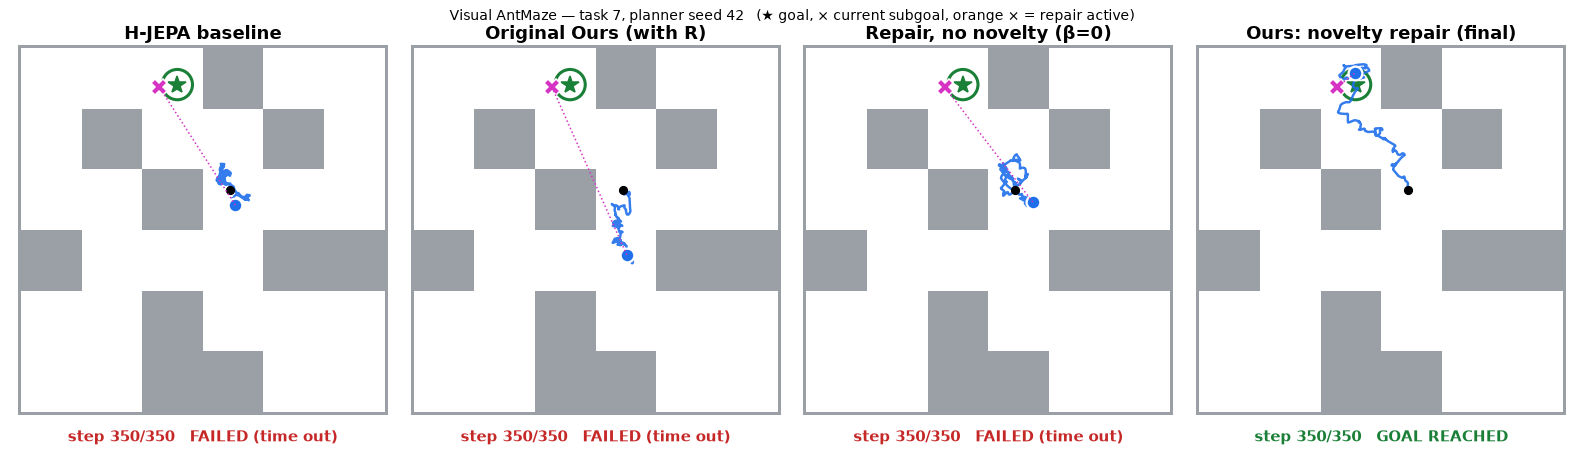 Visual AntMaze — task 7, planner seed 42 (★ goal, × current subgoal, orange × = repair active)
H-JEPA baseline
Original Ours (with R)
Repair, no novelty (β=0)
Ours: novelty repair (final)
step 350/350 FAILED (time out)
step 350/350 FAILED (time out)
step 350/350 FAILED (time out)
step 350/350 GOAL REACHED